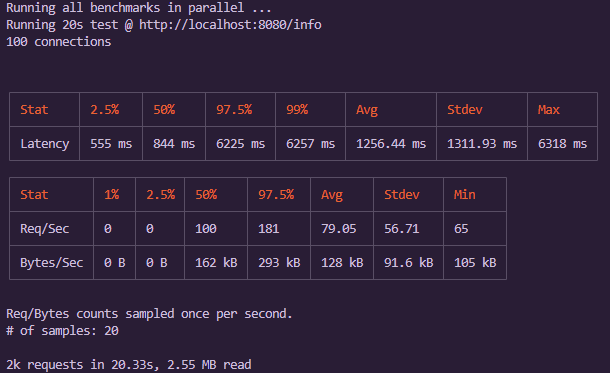 Running all benchmarks in parallel ...
Running 20s test @ http://localhost:8080/info
100 connections
Stat 2.5% 50% 97.5% 99% Avg Stdev Max
Latency 555 ms 844 ms 6225 ms 6257 ms 1256.44 ms 1311.93 ms 6318 ms
Stat 1% 2.5% 50% 97.5% Avg Stdev Min
Req/Sec 0 0 100 181 79.05 56.71 65
Bytes/Sec 0 B 0 B 162 kB 293 kB 128 kB 91.6 kB 105 kB
Req/Bytes counts sampled once per second.
# of samples: 20
2k requests in 20.33s, 2.55 MB read